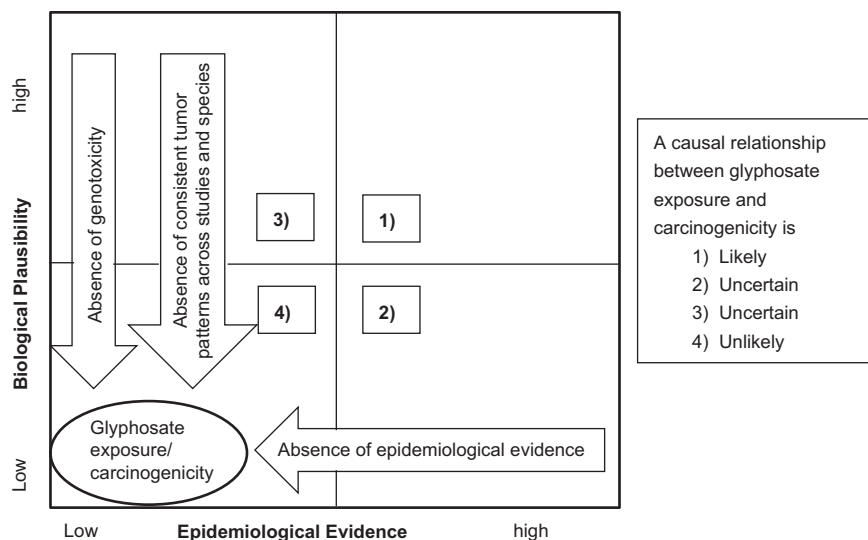 high
Biological Plausibility
Low
Absence of genotoxicity
Absence of consistent tumor
patterns across studies and species
3)
1)
4)
2)
Glyphosate
exposure/
carcinogenicity
Absence of epidemiological evidence
Low
Epidemiological Evidence
high
A causal relationship
between glyphosate
exposure and
carcinogenicity is
1) Likely
2) Uncertain
3) Uncertain
4) Unlikely